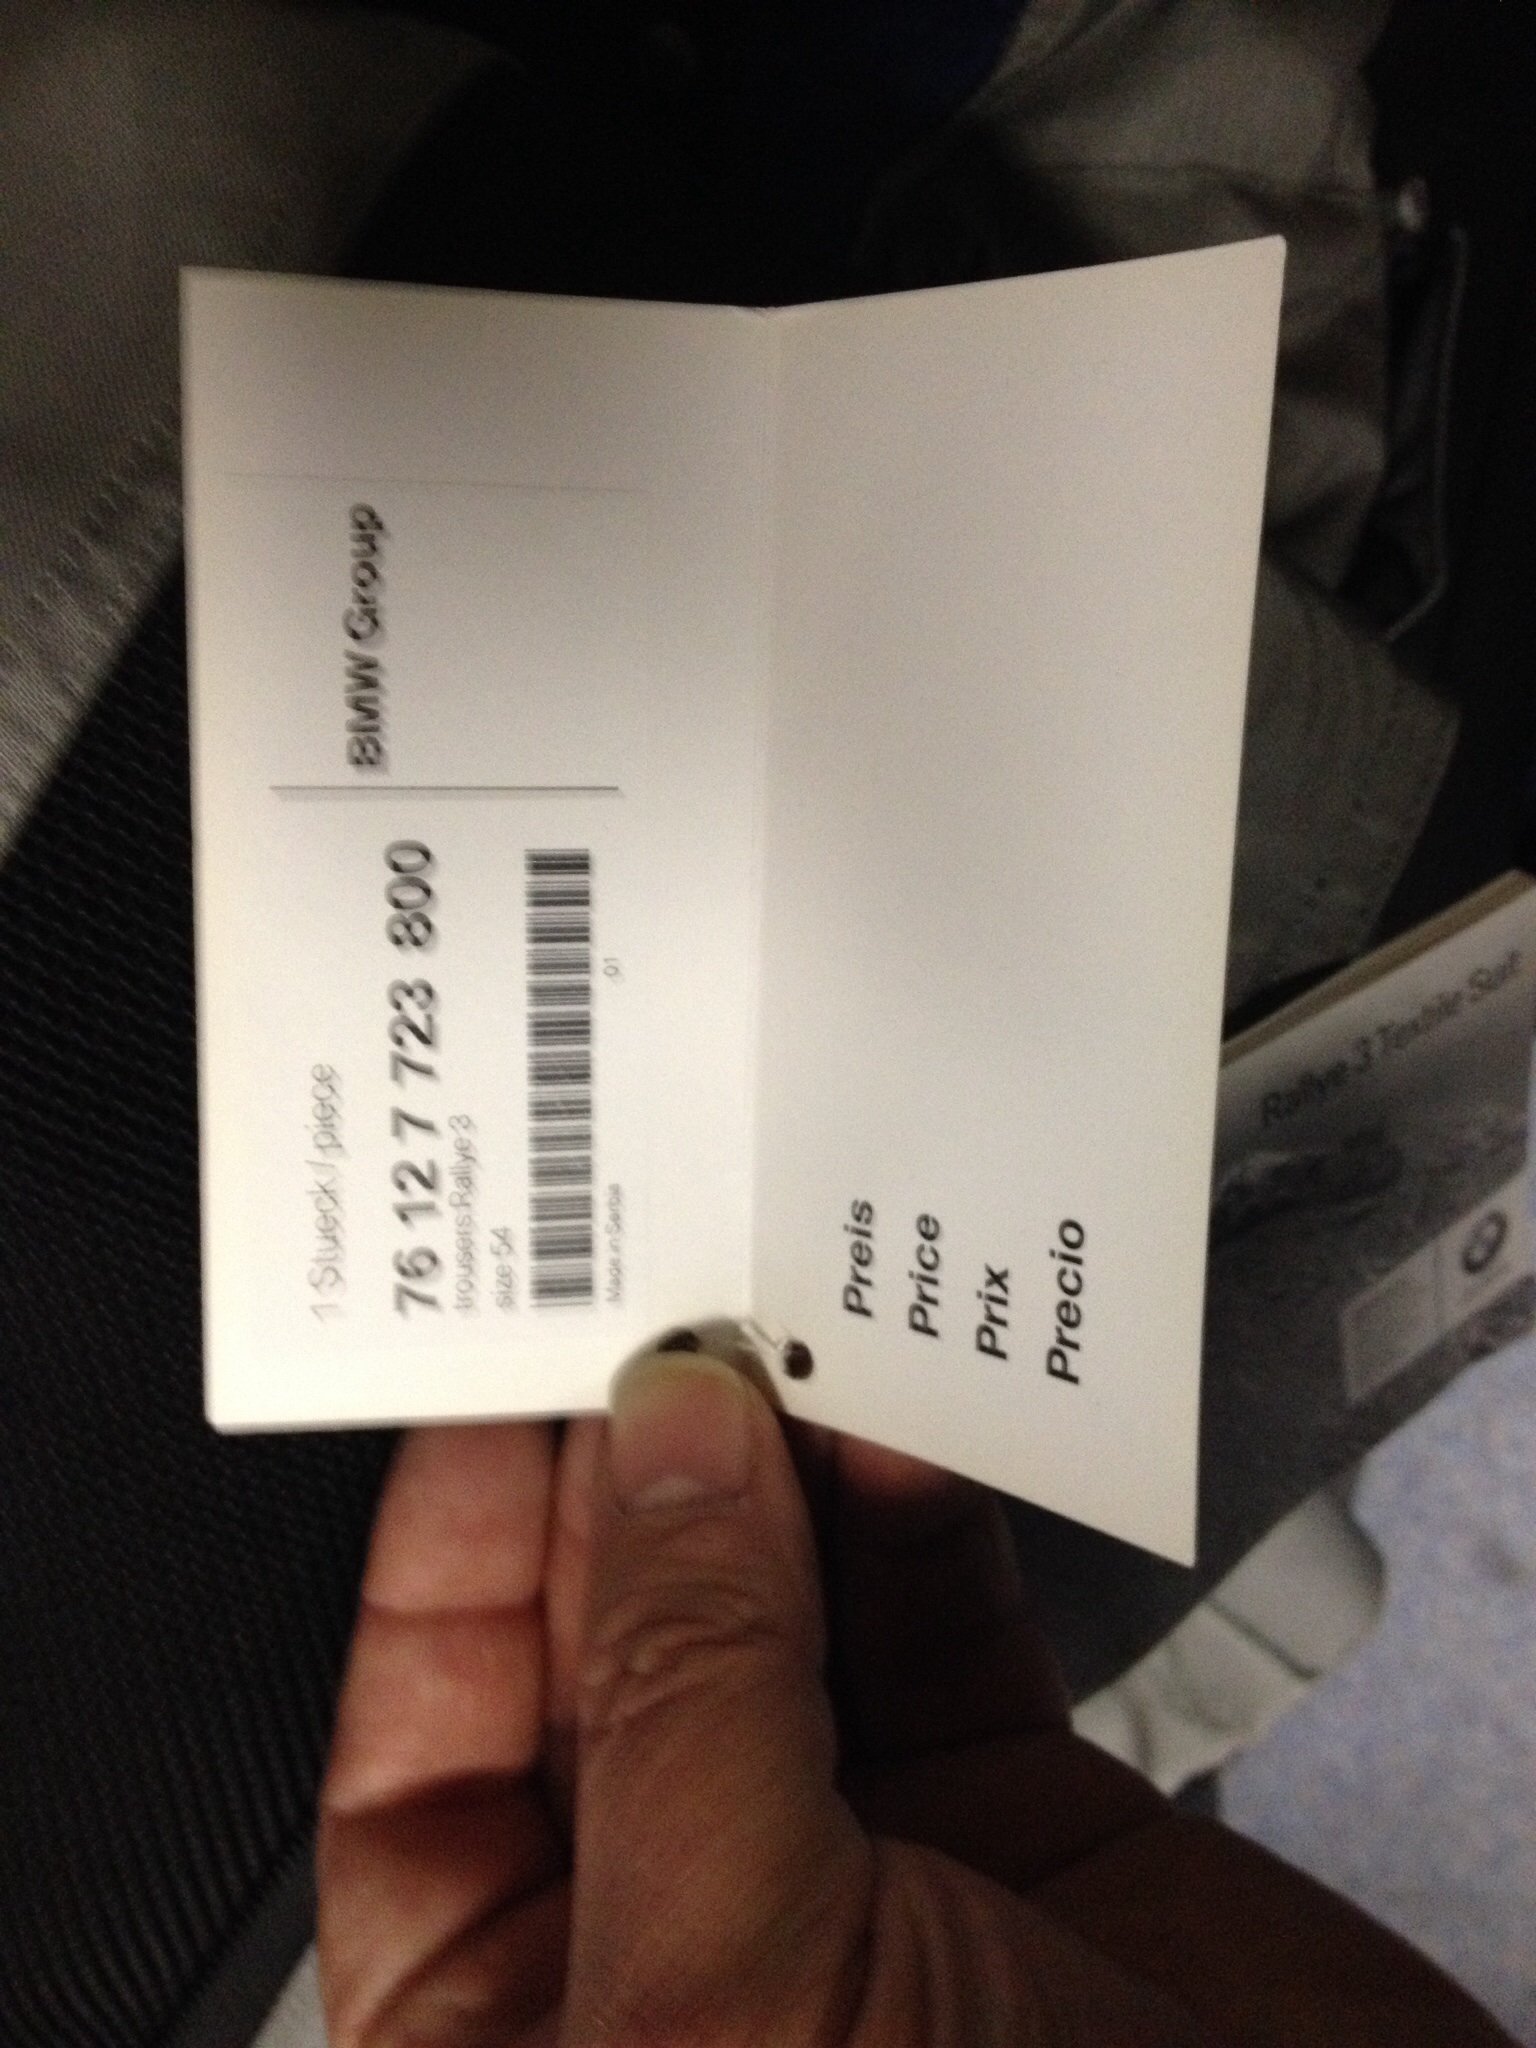 1 Stueck / piece
76 12 7 723 800
trousers Rallye 3
size 54
01
Made in Serbia
BMW Group
Preis
Price
Prix
Precio
Rallye 3 Textile Suit